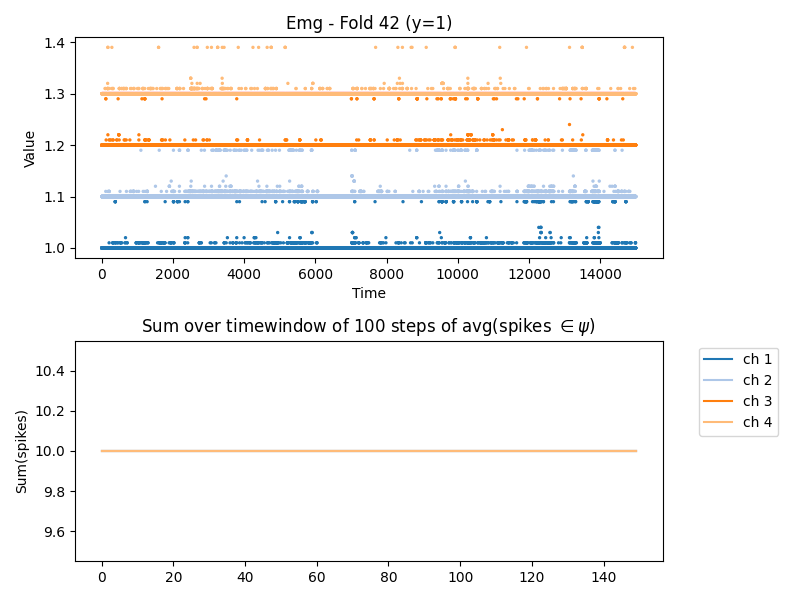 Emg - Fold 42 (y=1)
1.4
1.3
1.2
1.1
1.0
Value
0 2000 4000 6000 8000 10000 12000 14000
Time
Sum over timewindow of 100 steps of avg(spikes ∈ ψ)
10.4
10.2
10.0
9.8
9.6
Sum(spikes)
0 20 40 60 80 100 120 140
ch 1
ch 2
ch 3
ch 4